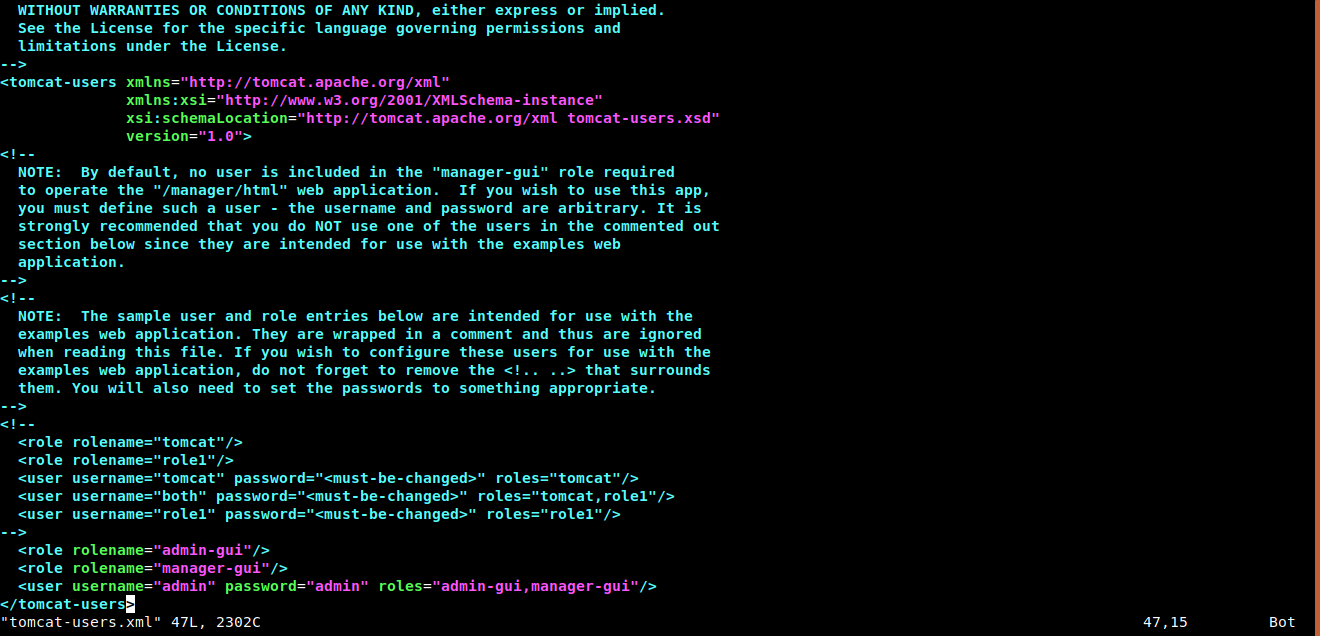 WITHOUT WARRANTIES OR CONDITIONS OF ANY KIND, either express or implied.
  See the License for the specific language governing permissions and
  limitations under the License.
-->
<tomcat-users xmlns="http://tomcat.apache.org/xml"
              xmlns:xsi="http://www.w3.org/2001/XMLSchema-instance"
              xsi:schemaLocation="http://tomcat.apache.org/xml tomcat-users.xsd"
              version="1.0">
<!--
  NOTE:  By default, no user is included in the "manager-gui" role required
  to operate the "/manager/html" web application.  If you wish to use this app,
  you must define such a user - the username and password are arbitrary. It is
  strongly recommended that you do NOT use one of the users in the commented out
  section below since they are intended for use with the examples web
  application.
-->
<!--
  NOTE:  The sample user and role entries below are intended for use with the
  examples web application. They are wrapped in a comment and thus are ignored
  when reading this file. If you wish to configure these users for use with the
  examples web application, do not forget to remove the <!.. ..> that surrounds
  them. You will also need to set the passwords to something appropriate.
-->
<!--
  <role rolename="tomcat"/>
  <role rolename="role1"/>
  <user username="tomcat" password="<must-be-changed>" roles="tomcat"/>
  <user username="both" password="<must-be-changed>" roles="tomcat,role1"/>
  <user username="role1" password="<must-be-changed>" roles="role1"/>
-->
  <role rolename="admin-gui"/>
  <role rolename="manager-gui"/>
  <user username="admin" password="admin" roles="admin-gui,manager-gui"/>
</tomcat-users>
"tomcat-users.xml" 47L, 2302C 47,15 Bot